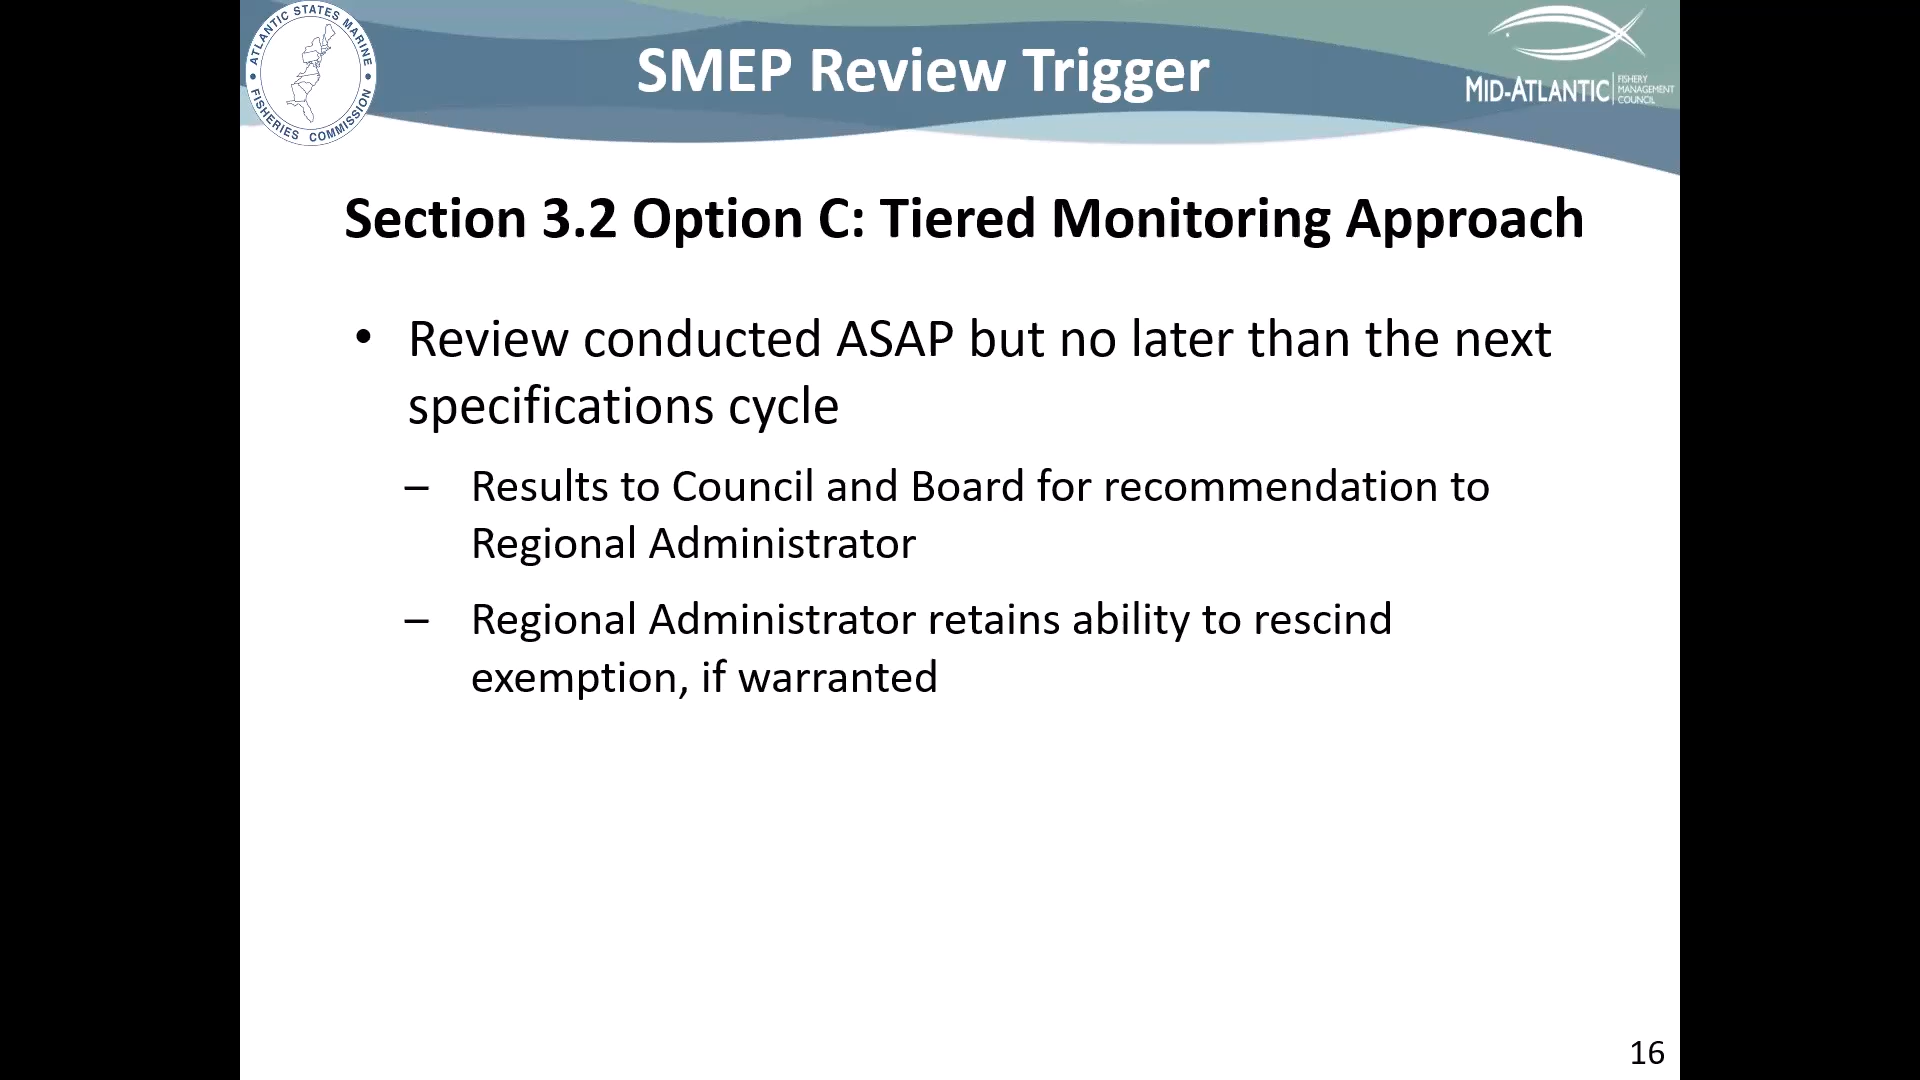 ATLANTIC STATES MARINE
FISHERIES COMMISSION
SMEP Review Trigger
MID-ATLANTIC
FISHERY
MANAGEMENT
COUNCIL
Section 3.2 Option C: Tiered Monitoring Approach
• Review conducted ASAP but no later than the next
specifications cycle
– Results to Council and Board for recommendation to
Regional Administrator
– Regional Administrator retains ability to rescind
exemption, if warranted
16